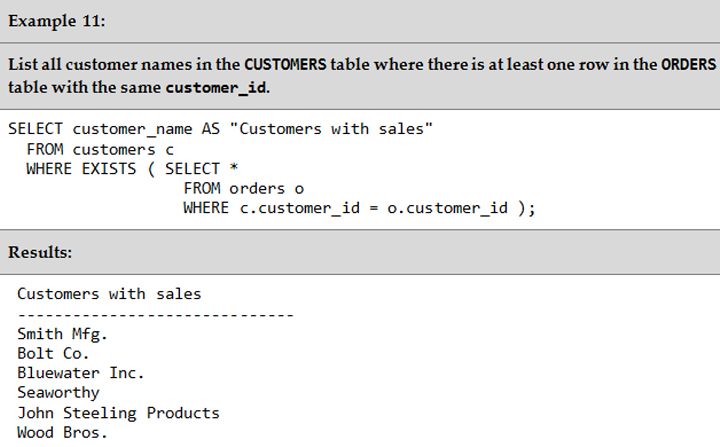 Example 11:
List all customer names in the CUSTOMERS table where there is at least one row in the ORDERS
table with the same customer_id.
SELECT customer_name AS "Customers with sales"
FROM customers c
WHERE EXISTS ( SELECT *
FROM orders o
WHERE c.customer_id = o.customer_id );
Results:
Customers with sales
------------------------------
Smith Mfg.
Bolt Co.
Bluewater Inc.
Seaworthy
John Steeling Products
Wood Bros.